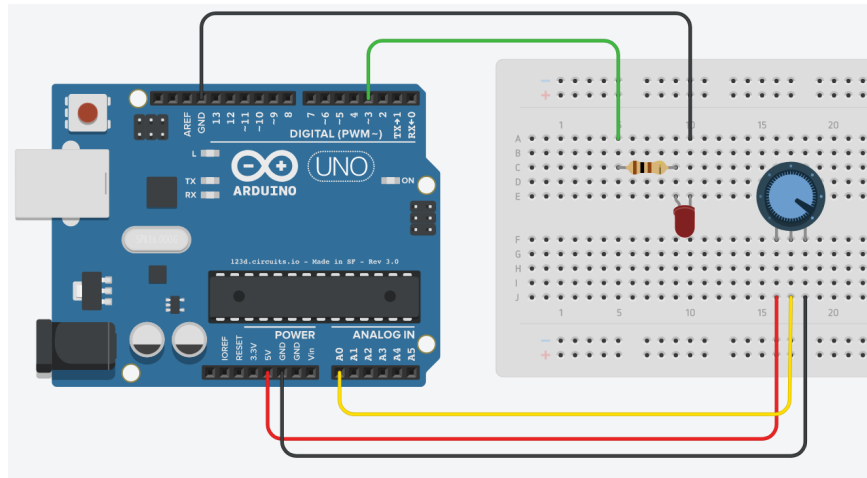 AREF
GND
13
12
~11
~10
~9
8
7
~6
~5
4
~3
2
TX→1
RX←0
DIGITAL (PWM~)
L
TX
RX
ARDUINO
UNO
ON
123d.circuits.io – Made in SF - Rev 3.0
POWER
ANALOG IN
IOREF
RESET
3.3V
5V
GND
GND
Vin
A0
A1
A2
A3
A4
A5
- -
+ +
1 5 10 15 20
A
B
C
D
E
F
G
H
I
J
1 5 10 15 20
- -
+ +